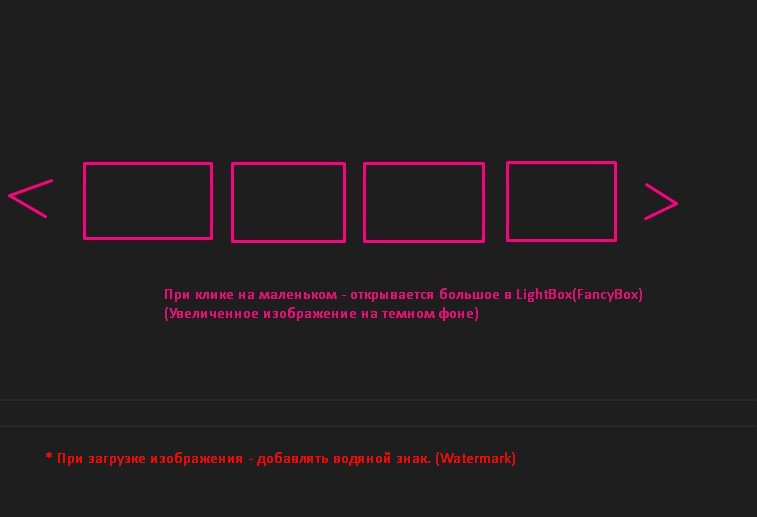 При клике на маленьком - открывается большое в LightBox(FancyBox)
(Увеличенное изображение на темном фоне)
* При загрузке изображения - добавлять водяной знак. (Watermark)